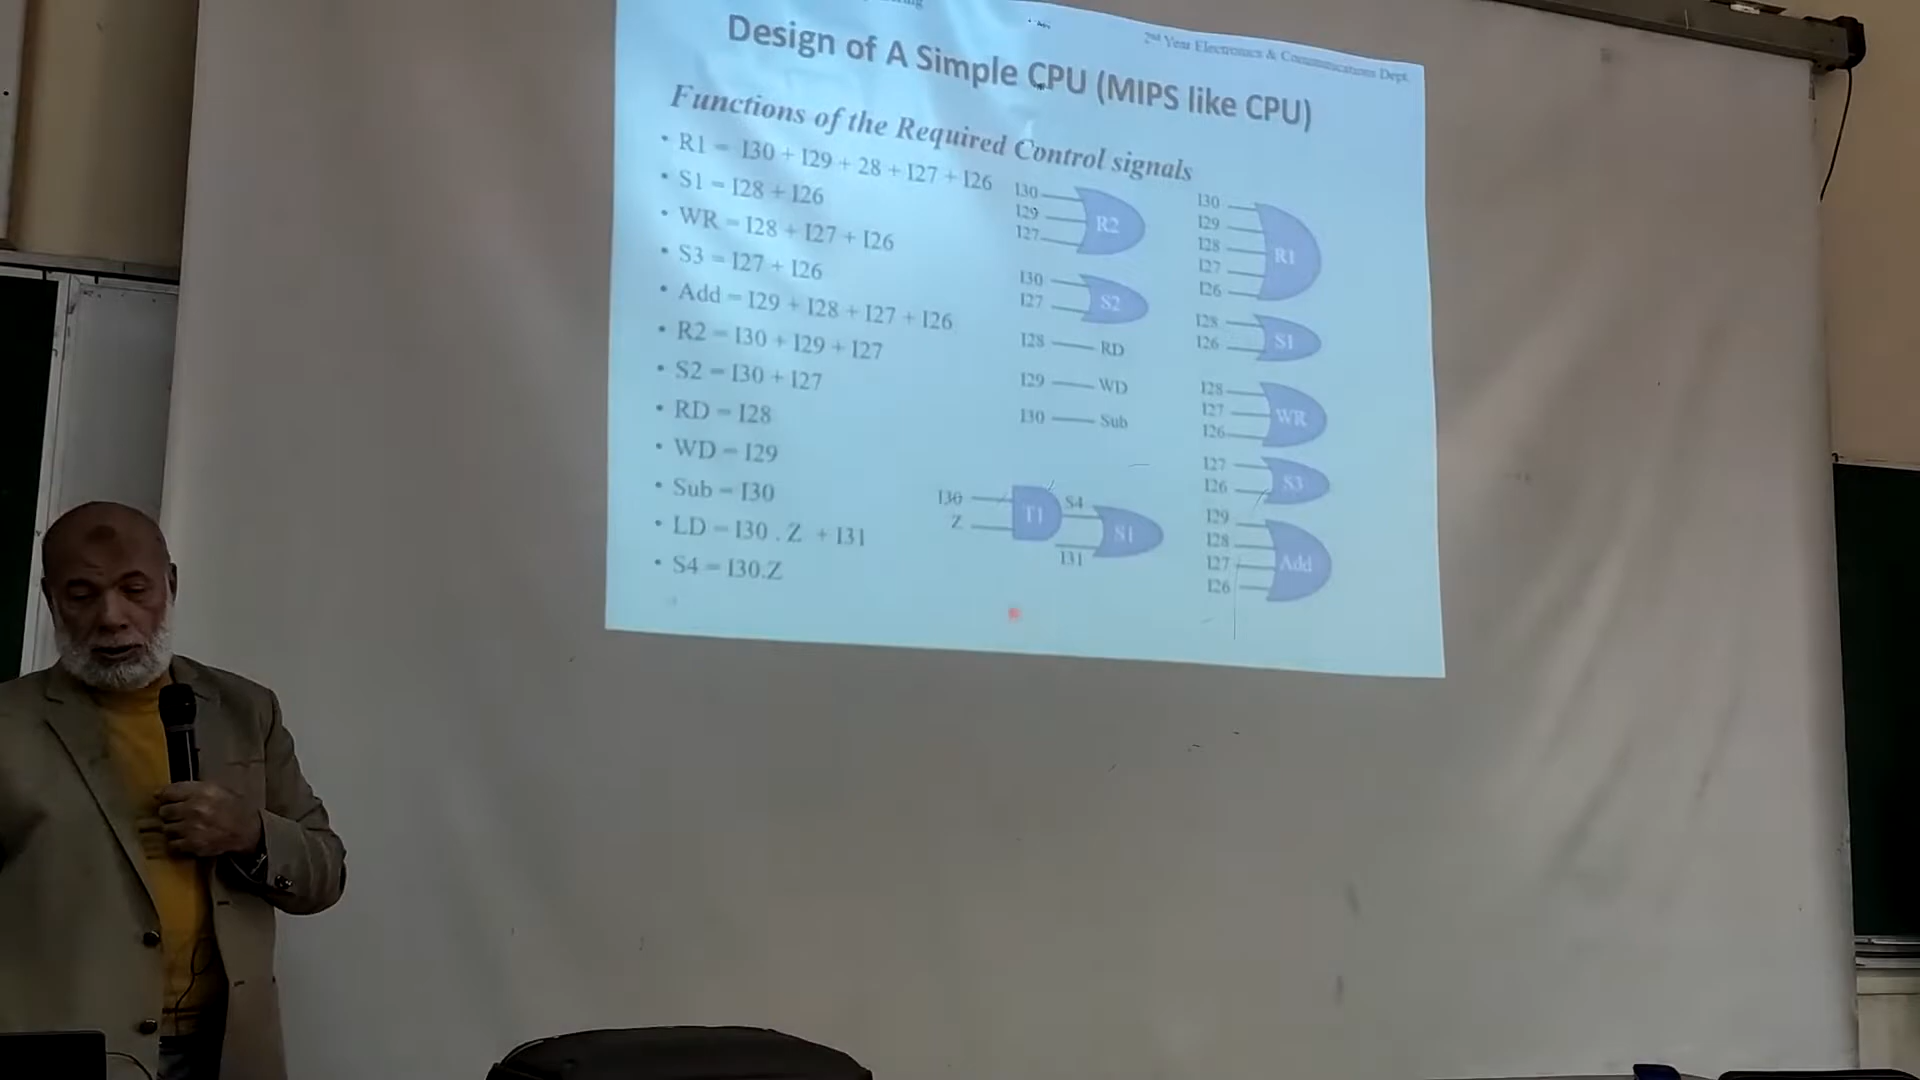 2nd Year Electronics & Communications Dept.
Design of A Simple CPU (MIPS like CPU)
Functions of the Required Control signals
• R1 = I30 + I29 + 28 + I27 + I26
• S1 = I28 + I26
• WR = I28 + I27 + I26
• S3 = I27 + I26
• Add = I29 + I28 + I27 + I26
• R2 = I30 + I29 + I27
• S2 = I30 + I27
• RD = I28
• WD = I29
• Sub = I30
• LD = I30 . Z + I31
• S4 = I30.Z
I30
I29
I27
R2
I30
I27
S2
I28 RD
I29 WD
I30 Sub
I30
Z
T1
S4
I31
S1
I30
I29
I28
I27
I26
R1
I28
I26
S1
I28
I27
I26
WR
I27
I26
S3
I29
I28
I27
I26
Add